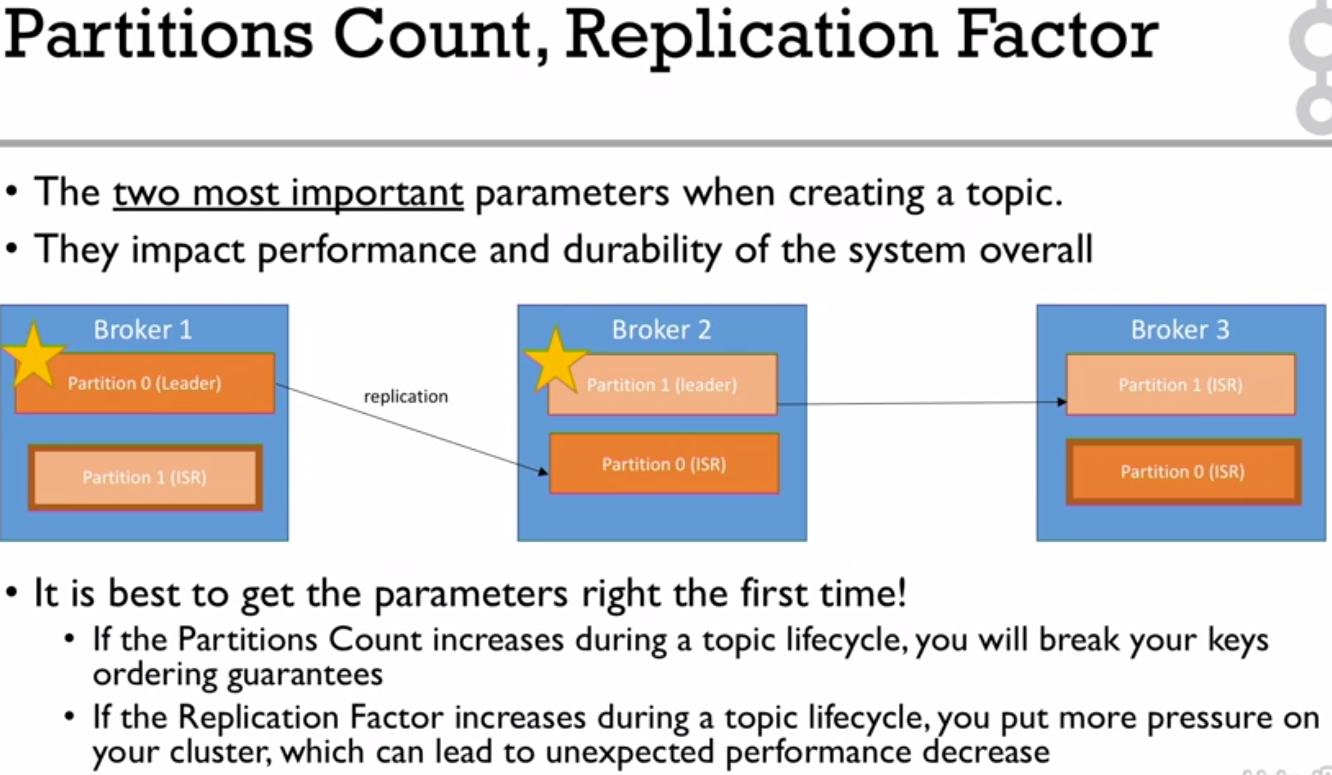 Partitions Count, Replication Factor
• The two most important parameters when creating a topic.
• They impact performance and durability of the system overall
Broker 1
Partition 0 (Leader)
Partition 1 (ISR)
replication
Broker 2
Partition 1 (leader)
Partition 0 (ISR)
Broker 3
Partition 1 (ISR)
Partition 0 (ISR)
• It is best to get the parameters right the first time!
• If the Partitions Count increases during a topic lifecycle, you will break your keys
ordering guarantees
• If the Replication Factor increases during a topic lifecycle, you put more pressure on
your cluster, which can lead to unexpected performance decrease